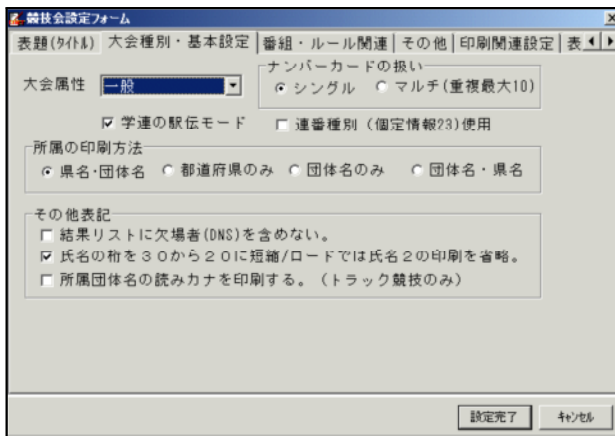 競技会設定フォーム
表題(ﾀｲﾄﾙ) 大会種別・基本設定 番組・ルール関連 その他 印刷関連設定 表
ナンバーカードの扱い
大会属性 一般 シングル マルチ(重複最大10)
学連の駅伝モード 連番種別 (個定情報23)使用
所属の印刷方法
県名・団体名 都道府県のみ 団体名のみ 団体名・県名
その他表記
結果リストに欠場者(DNS)を含めない。
氏名の桁を30から20に短縮/ロードでは氏名2の印刷を省略。
所属団体名の読みカナを印刷する。(トラック競技のみ)
設定完了 ｷｬﾝｾﾙ